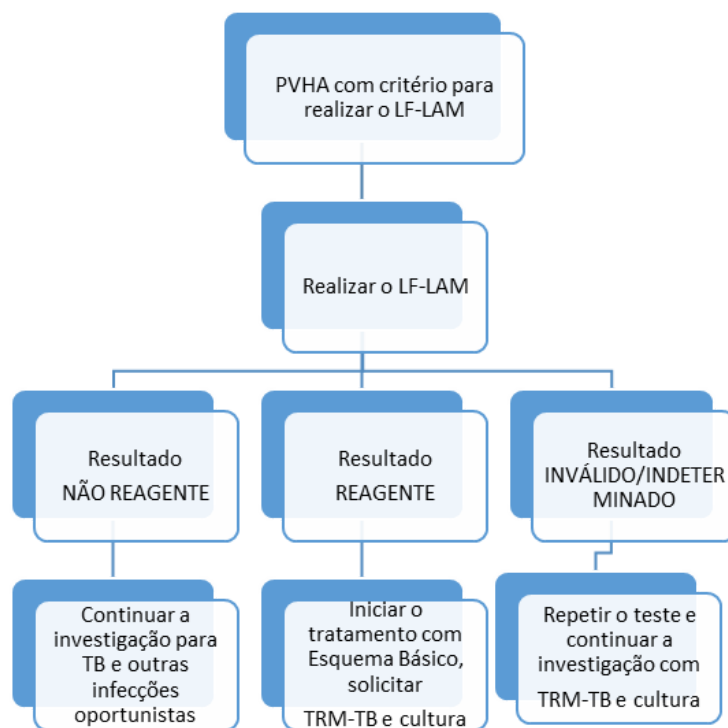 PVHA com critério para
realizar o LF-LAM
Realizar o LF-LAM
Resultado
NÃO REAGENTE
Resultado
REAGENTE
Resultado
INVÁLIDO/INDETER
MINADO
Continuar a
investigação para
TB e outras
infecções
oportunistas
Iniciar o
tratamento com
Esquema Básico,
solicitar
TRM-TB e cultura
Repetir o teste e
continuar a
investigação com
TRM-TB e cultura